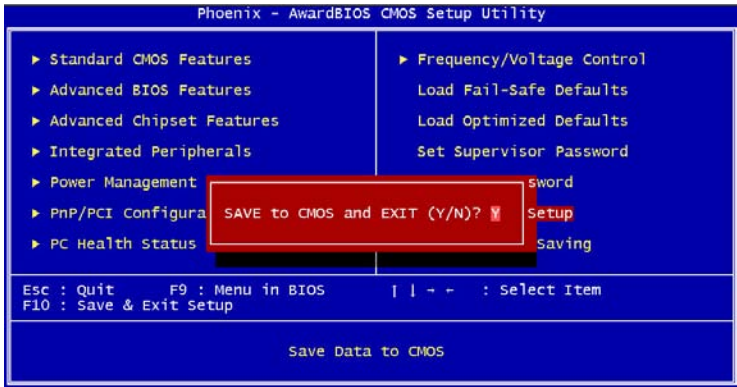 Phoenix - AwardBIOS CMOS Setup Utility
▶ Standard CMOS Features
▶ Advanced BIOS Features
▶ Advanced Chipset Features
▶ Integrated Peripherals
▶ Power Management
▶ PnP/PCI Configura
▶ PC Health Status
▶ Frequency/Voltage Control
Load Fail-Safe Defaults
Load Optimized Defaults
Set Supervisor Password
sword
Setup
Saving
SAVE to CMOS and EXIT (Y/N)? Y
Esc : Quit F9 : Menu in BIOS ↑ ↓ → ← : Select Item
F10 : Save & Exit Setup
Save Data to CMOS